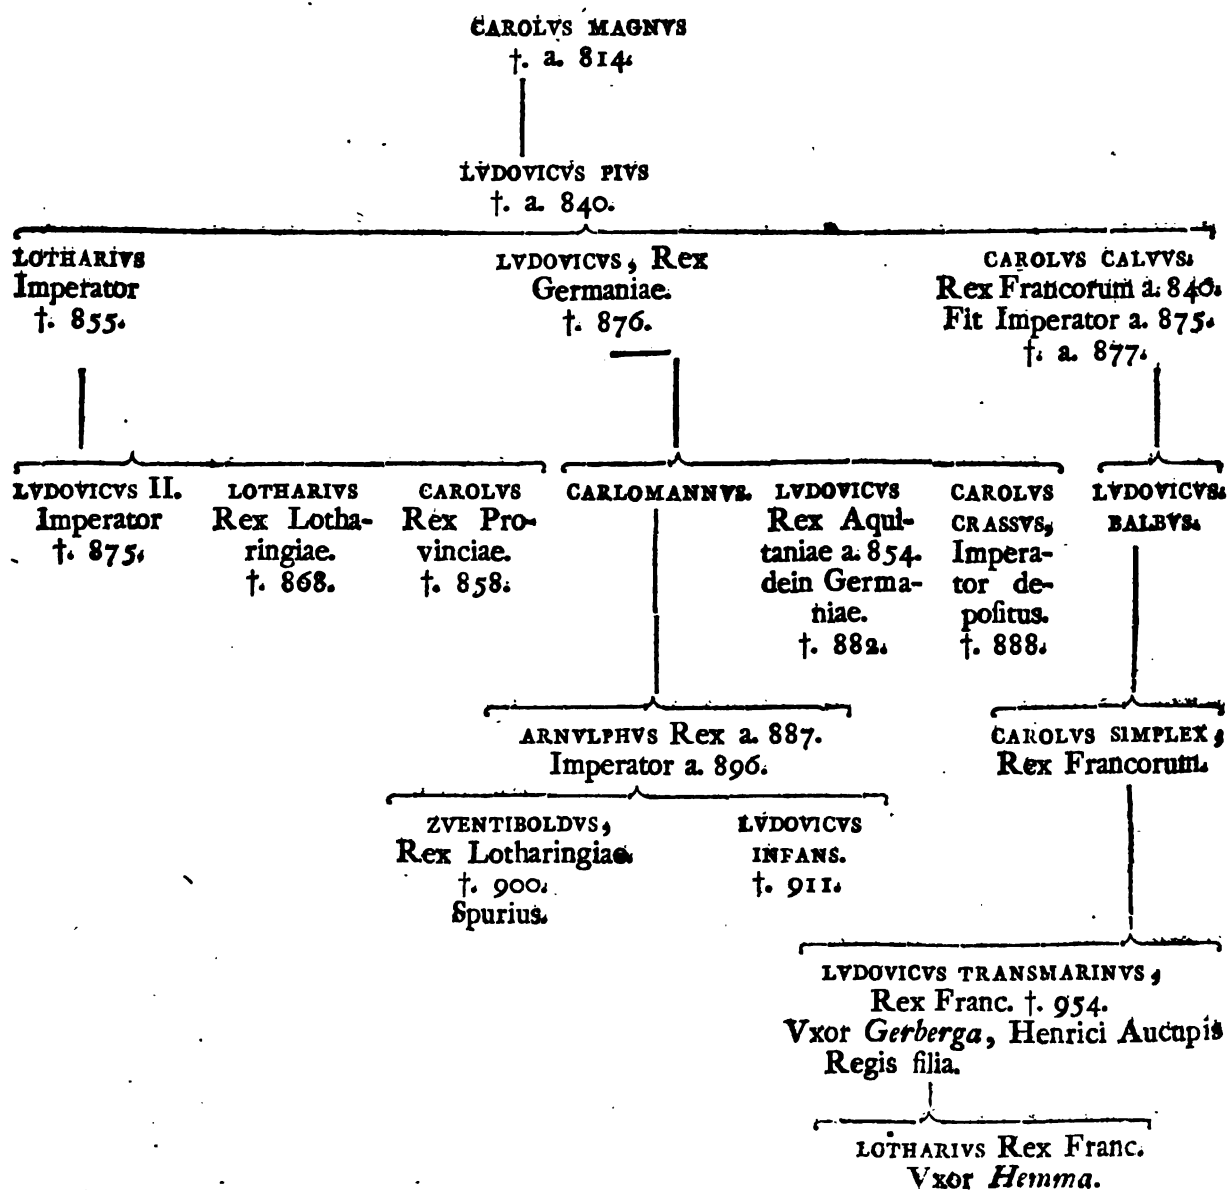 CAROLVS MAGNVS
†. a. 814.
LVDOVICVS PIVS
†. a. 840.
LOTHARIVS
Imperator
†. 855.
LVDOVICVS, Rex
Germaniae.
†. 876.
CAROLVS CALVVS.
Rex Francorum a. 840.
Fit Imperator a. 875.
†. a. 877.
LVDOVICVS II.
Imperator
†. 875.
LOTHARIVS
Rex Lotha-
ringiae.
†. 868.
CAROLVS
Rex Pro-
vinciae.
†. 858.
CARLOMANNVS.
LVDOVICVS
Rex Aqui-
taniae a. 854.
dein Germa-
niae.
†. 882.
CAROLVS
CRASSVS,
Impera-
tor de-
poſitus.
†. 888.
LVDOVICVS.
BALBVS.
ARNVLPHVS Rex a. 887.
Imperator a. 896.
CAROLVS SIMPLEX,
Rex Francorum.
ZVENTIBOLDVS,
Rex Lotharingiae.
†. 900.
Spurius.
LVDOVICVS
INFANS.
†. 911.
LVDOVICVS TRANSMARINVS,
Rex Franc. †. 954.
Vxor Gerberga, Henrici Aucupis
Regis filia.
LOTHARIVS Rex Franc.
Vxor Hemma.